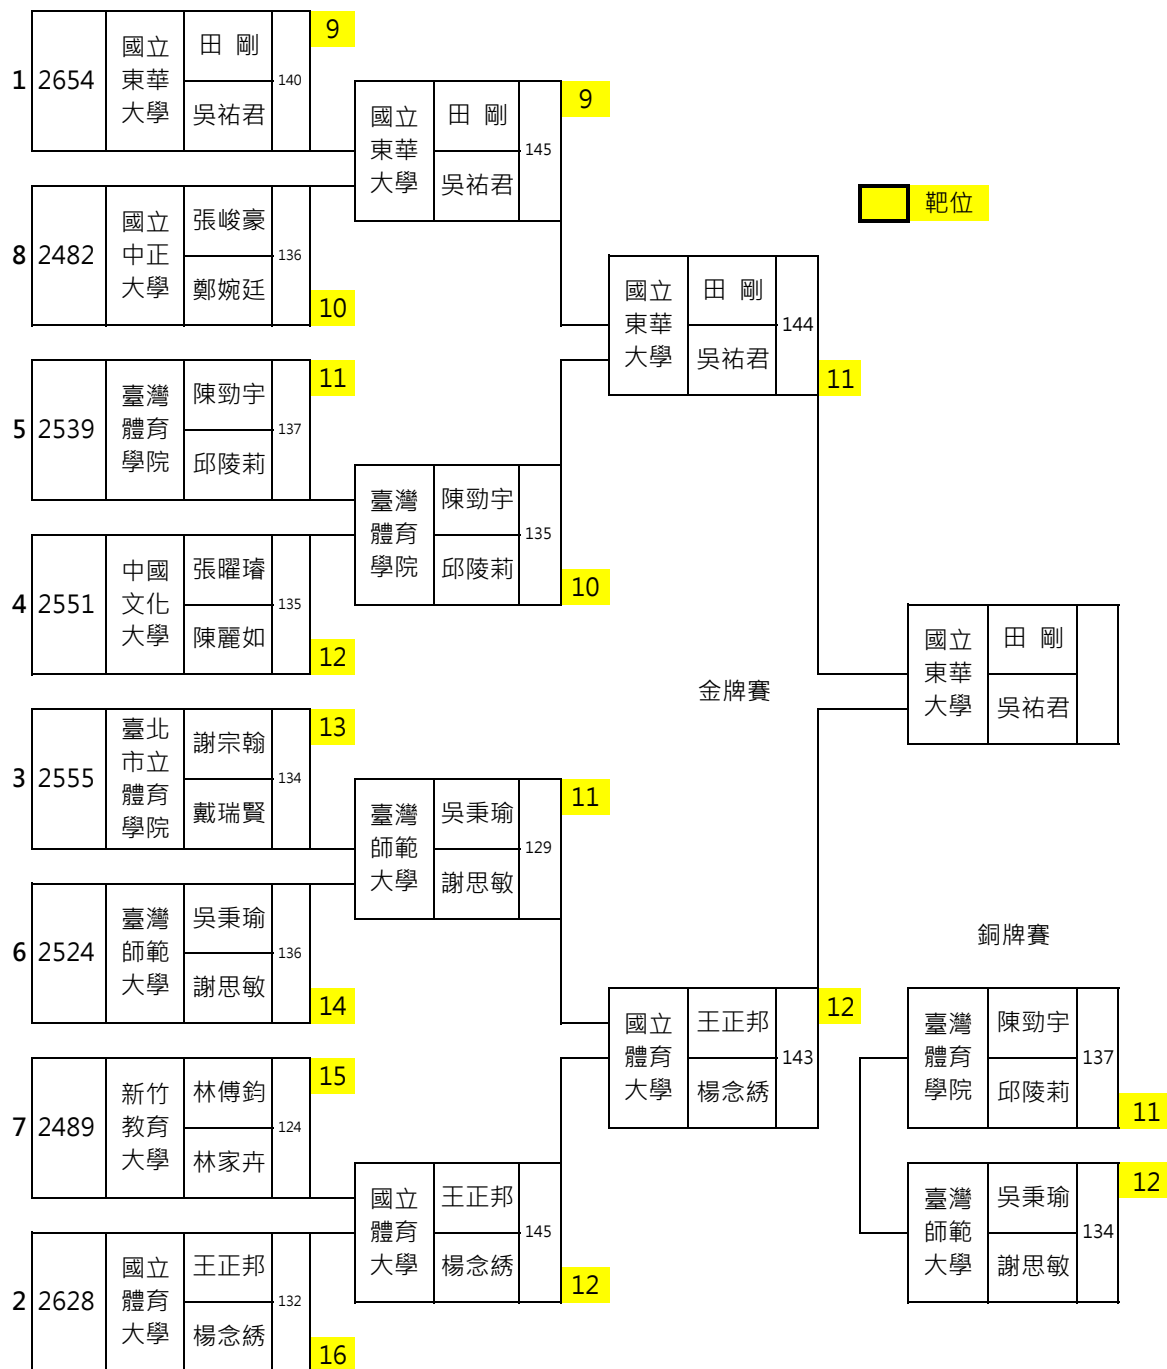 1
2654
國立
東華
大學
田 剛
吳祐君
140
9
8
2482
國立
中正
大學
張峻豪
鄭婉廷
136
10
5
2539
臺灣
體育
學院
陳勁宇
邱陵莉
137
11
4
2551
中國
文化
大學
張曜璿
陳麗如
135
12
3
2555
臺北
市立
體育
學院
謝宗翰
戴瑞賢
134
13
6
2524
臺灣
師範
大學
吳秉瑜
謝思敏
136
14
7
2489
新竹
教育
大學
林傅鈞
林家卉
124
15
2
2628
國立
體育
大學
王正邦
楊念綉
132
16
國立
東華
大學
田 剛
吳祐君
145
9
臺灣
體育
學院
陳勁宇
邱陵莉
135
10
臺灣
師範
大學
吳秉瑜
謝思敏
129
11
國立
體育
大學
王正邦
楊念綉
145
12
靶位
國立
東華
大學
田 剛
吳祐君
144
11
金牌賽
國立
體育
大學
王正邦
楊念綉
143
12
國立
東華
大學
田 剛
吳祐君
銅牌賽
臺灣
體育
學院
陳勁宇
邱陵莉
137
11
臺灣
師範
大學
吳秉瑜
謝思敏
134
12